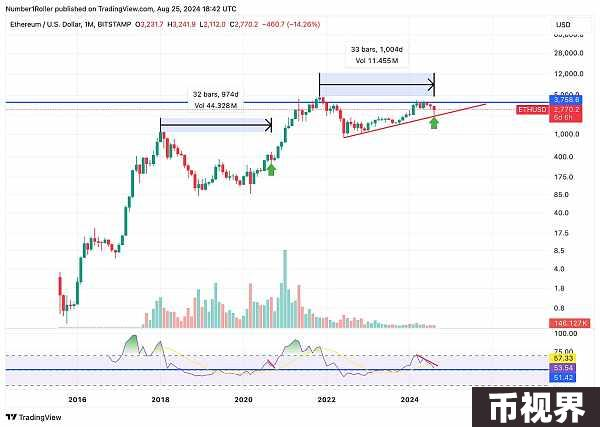 Number1Roller published on TradingView.com, Aug 25, 2024 18:42 UTC
Ethereum / U.S. Dollar, 1M, BITSTAMP O3,231.7 H3,241.9 L2,112.0 C2,770.2 −460.7 (−14.26%)
USD
28,000.0
12,000.0
5,000.0
3,758.6
ETHUSD 2,770.2
6d 6h
1,000.0
400.0
175.0
85.0
40.0
17.5
8.5
4.0
1.8
0.8
146.127K
33 bars, 1,004d
Vol 11.455M
32 bars, 974d
Vol 44.328M
100.00
75.00
57.33
53.54
51.42
2016
2018
2020
2022
2024
TradingView
币视界